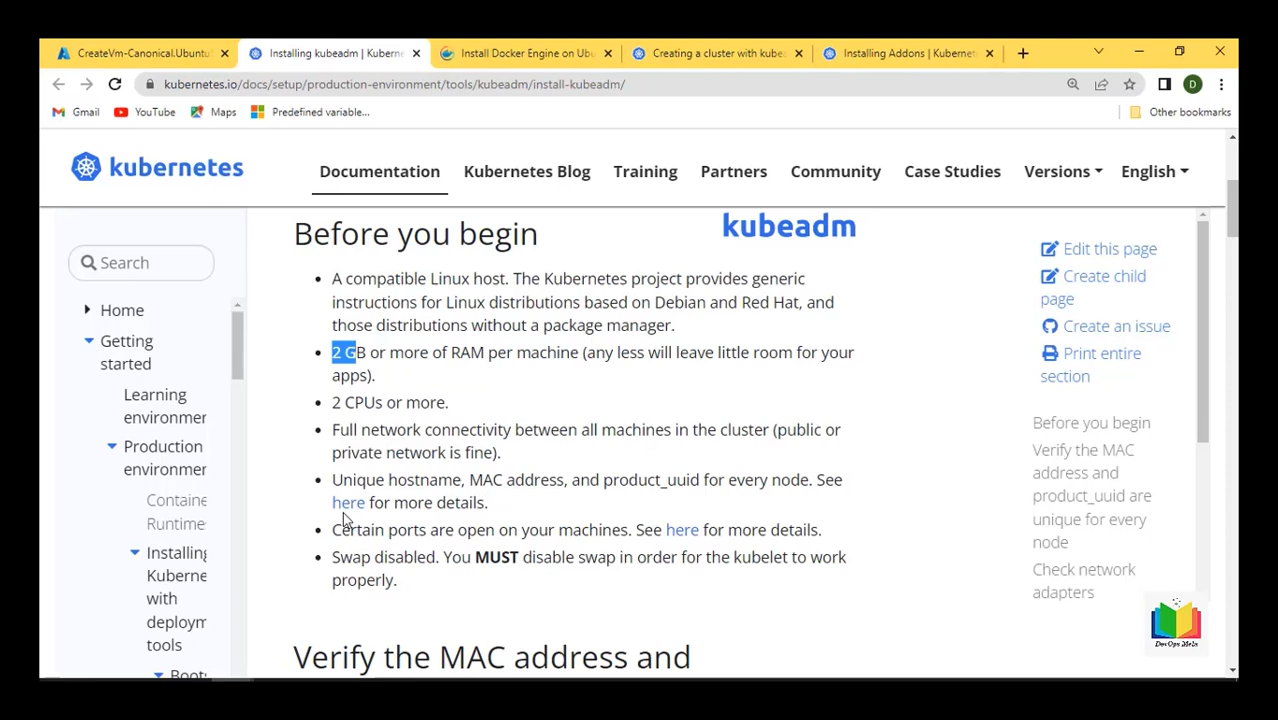 CreateVm-Canonical.Ubuntu
Installing kubeadm | Kuberne
Install Docker Engine on Ubu
Creating a cluster with kube
Installing Addons | Kubernet
kubernetes.io/docs/setup/production-environment/tools/kubeadm/install-kubeadm/
D
Gmail
YouTube
Maps
Predefined variable...
Other bookmarks
kubernetes
Documentation
Kubernetes Blog
Training
Partners
Community
Case Studies
Versions
English
Search
Home
Getting
started
Learning
environmen
Production
environme
Containe
Runtime
Installing
Kuberne
with
deploym
tools
Boot
Before you begin
kubeadm
A compatible Linux host. The Kubernetes project provides generic
instructions for Linux distributions based on Debian and Red Hat, and
those distributions without a package manager.
2 GB or more of RAM per machine (any less will leave little room for your
apps).
2 CPUs or more.
Full network connectivity between all machines in the cluster (public or
private network is fine).
Unique hostname, MAC address, and product_uuid for every node. See
here for more details.
Certain ports are open on your machines. See here for more details.
Swap disabled. You MUST disable swap in order for the kubelet to work
properly.
Verify the MAC address and
Edit this page
Create child
page
Create an issue
Print entire
section
Before you begin
Verify the MAC
address and
product_uuid are
unique for every
node
Check network
adapters
DevOps Mela